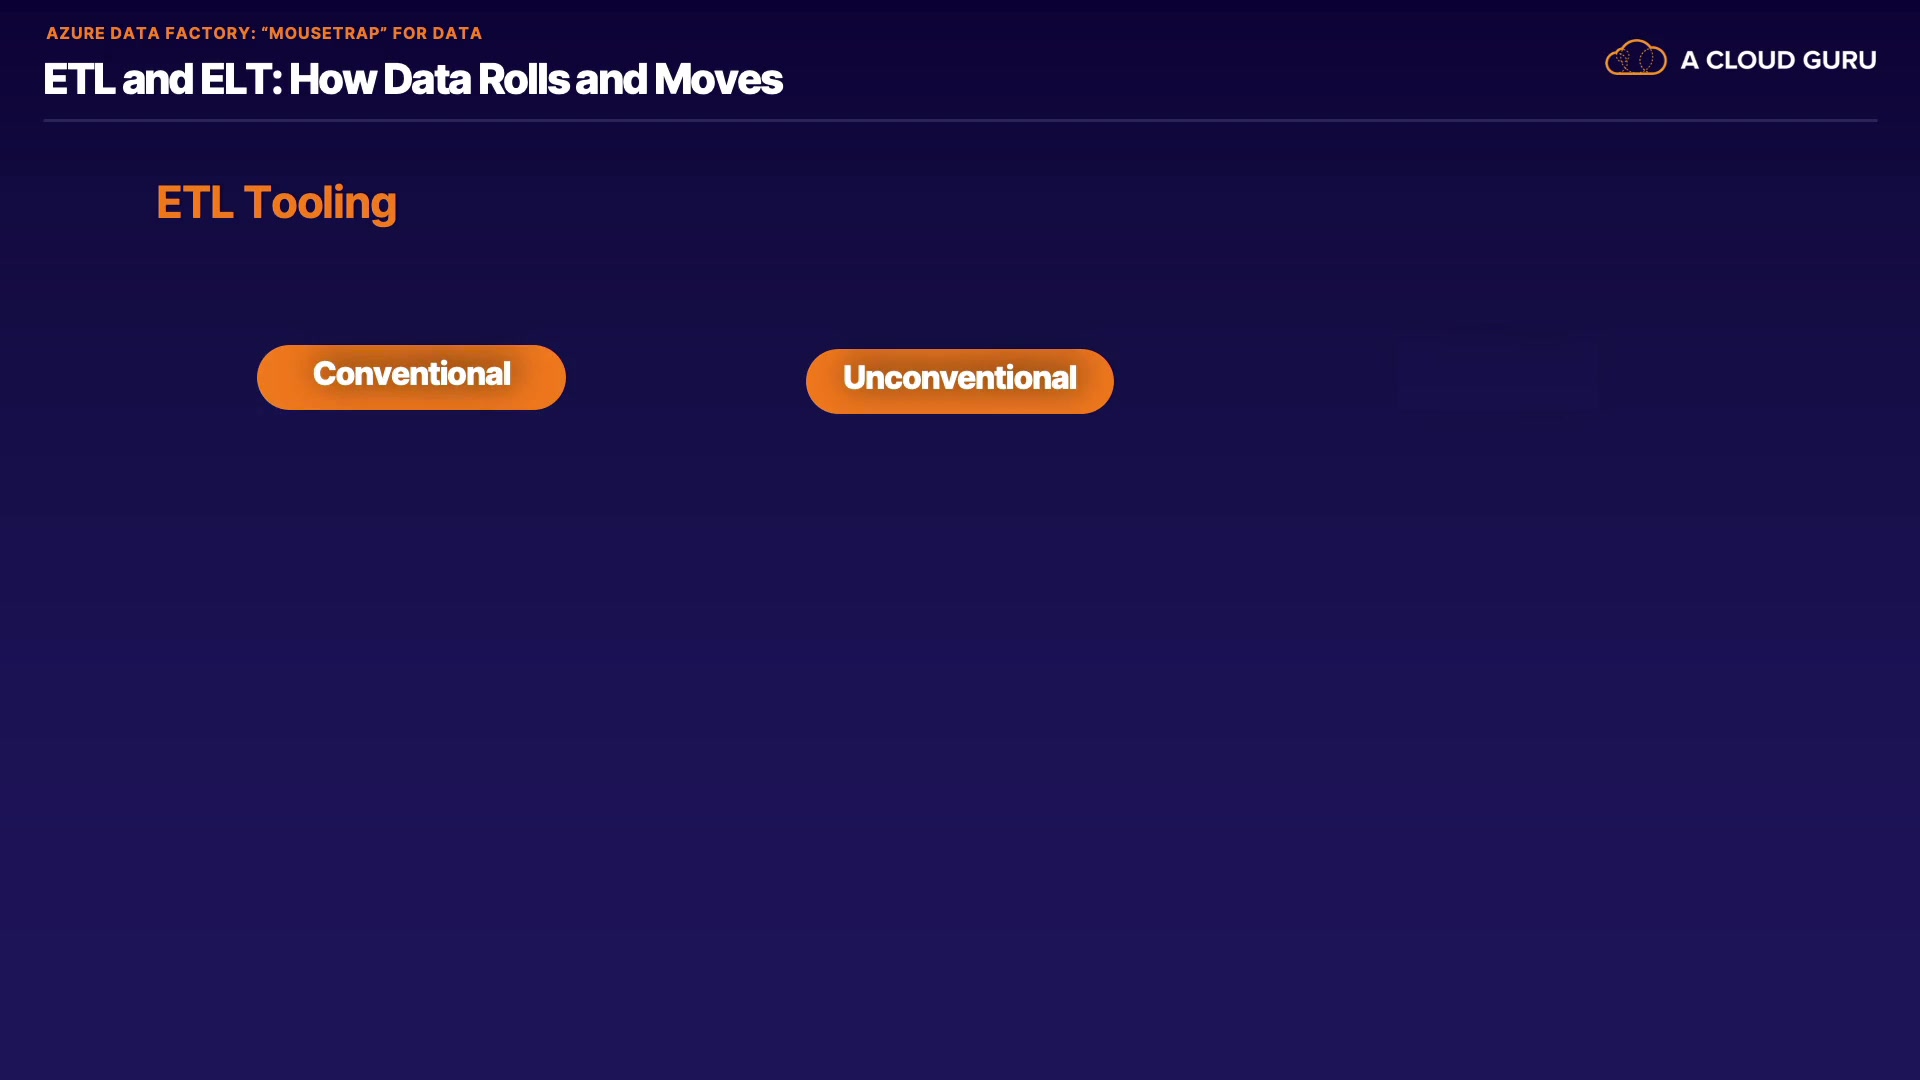 AZURE DATA FACTORY: “MOUSETRAP” FOR DATA
ETL and ELT: How Data Rolls and Moves
A CLOUD GURU
ETL Tooling
Conventional
Unconventional